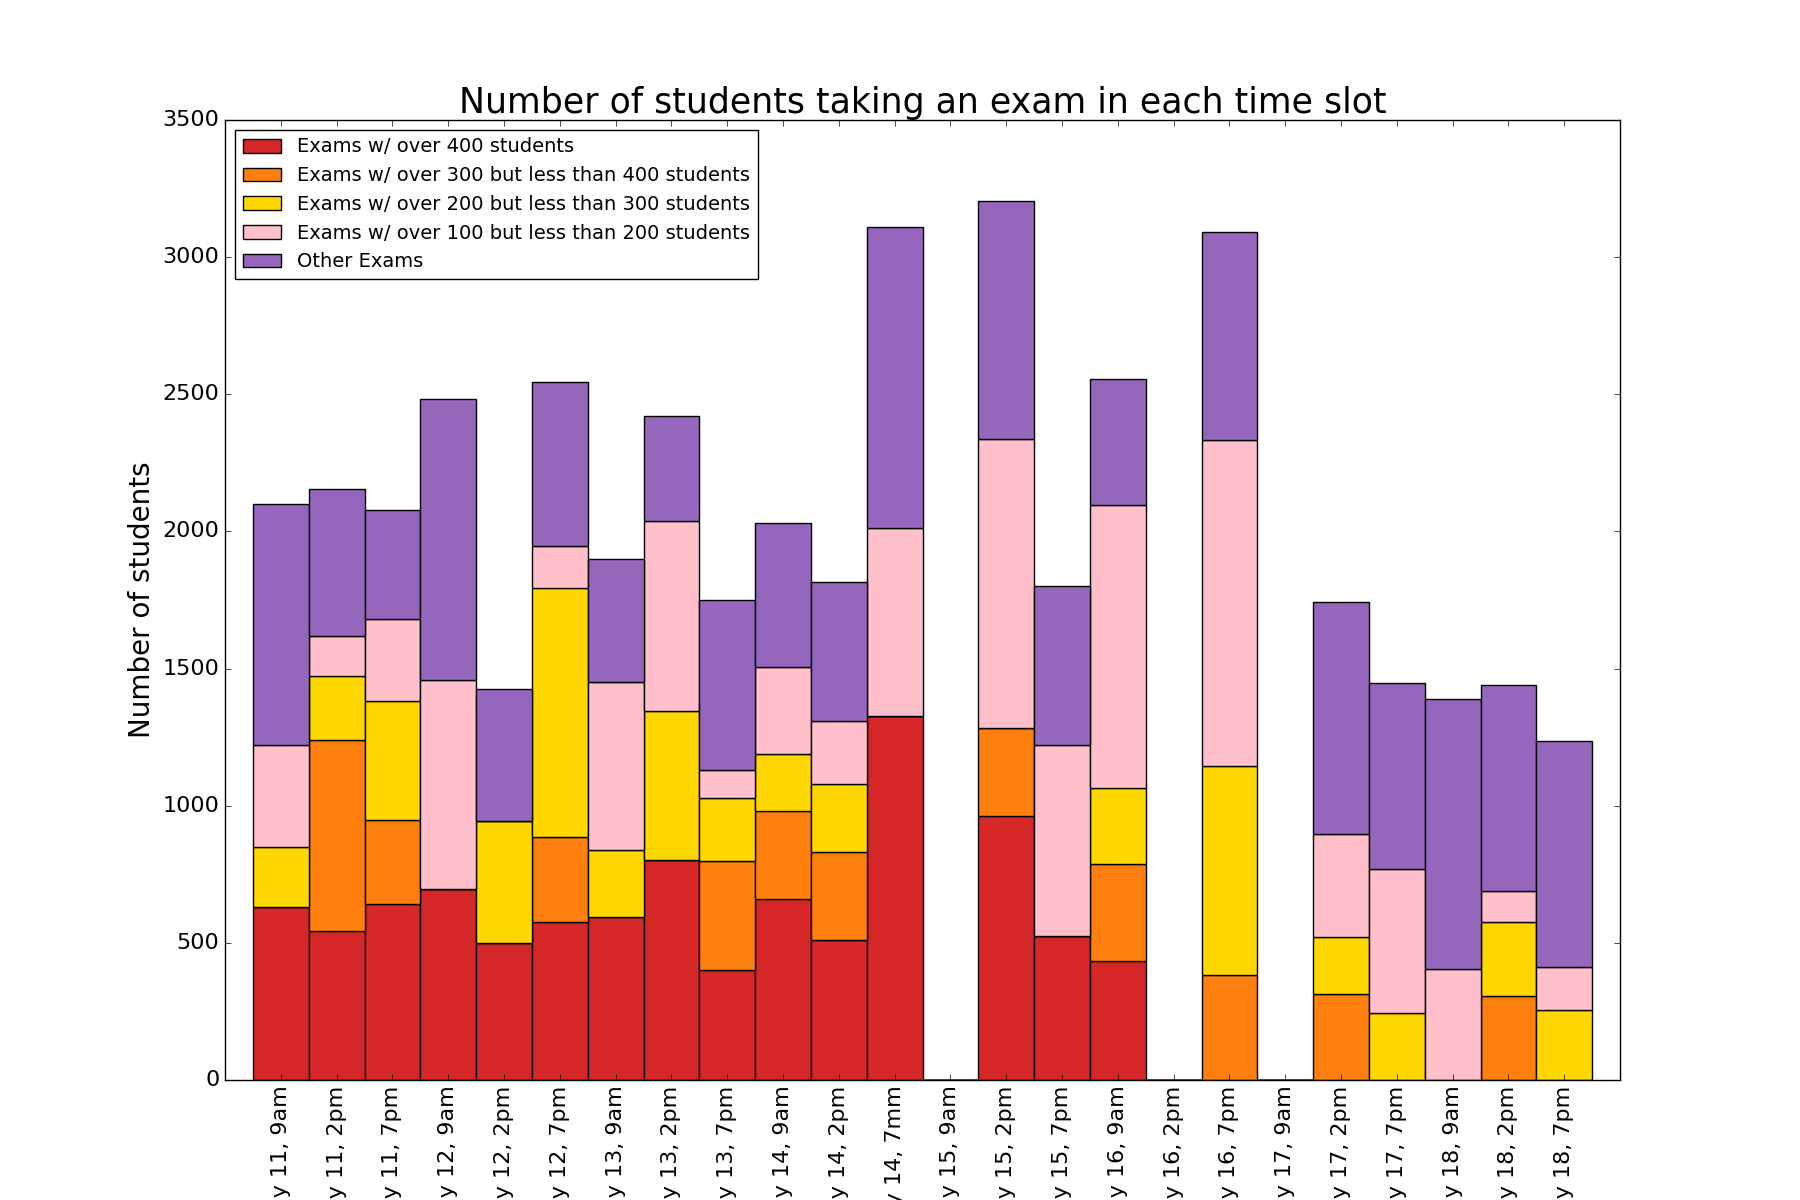 Number of students taking an exam in each time slot
Exams w/ over 400 students
Exams w/ over 300 but less than 400 students
Exams w/ over 200 but less than 300 students
Exams w/ over 100 but less than 200 students
Other Exams
Number of students
3500
3000
2500
2000
1500
1000
500
0
y 11, 9am
y 11, 2pm
y 11, 7pm
y 12, 9am
y 12, 2pm
y 12, 7pm
y 13, 9am
y 13, 2pm
y 13, 7pm
y 14, 9am
y 14, 2pm
y 14, 7mm
y 15, 9am
y 15, 2pm
y 15, 7pm
y 16, 9am
y 16, 2pm
y 16, 7pm
y 17, 9am
y 17, 2pm
y 17, 7pm
y 18, 9am
y 18, 2pm
y 18, 7pm